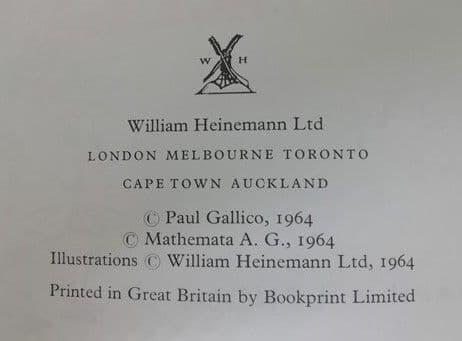 W H
William Heinemann Ltd
LONDON MELBOURNE TORONTO
CAPE TOWN AUCKLAND
© Paul Gallico, 1964
© Mathemata A. G., 1964
Illustrations © William Heinemann Ltd, 1964
Printed in Great Britain by Bookprint Limited